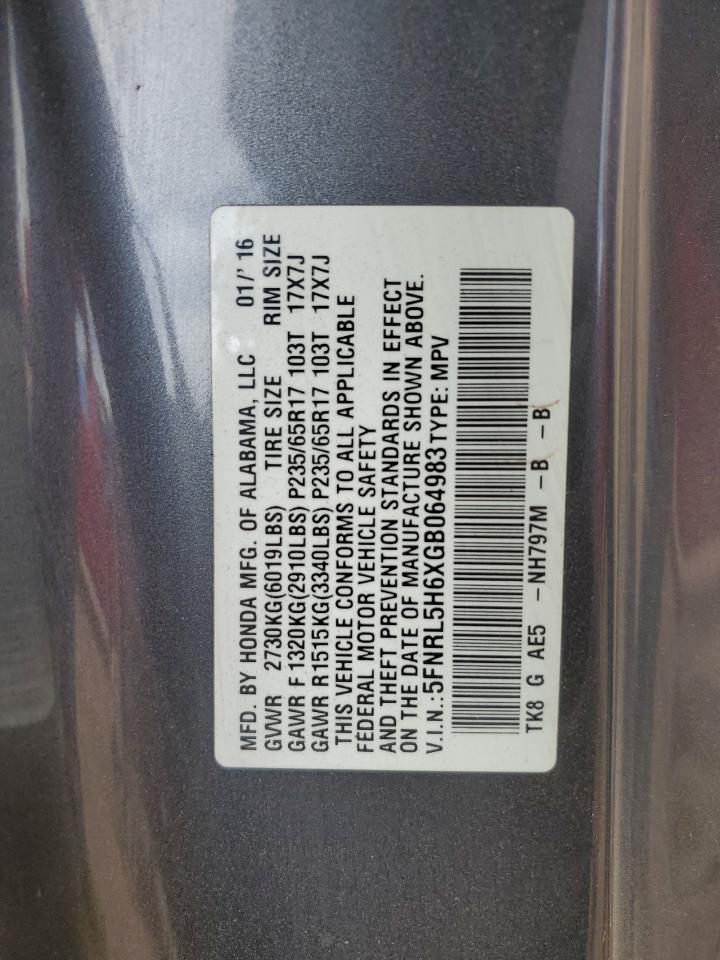 MFD. BY HONDA MFG. OF ALABAMA, LLC 01/' 16
GVWR 2730KG(6019LBS) TIRE SIZE RIM SIZE
GAWR F 1320KG(2910LBS) P235/65R17 103T 17X7J
GAWR R1515KG(3340LBS) P235/65R17 103T 17X7J
THIS VEHICLE CONFORMS TO ALL APPLICABLE
FEDERAL MOTOR VEHICLE SAFETY
AND THEFT PREVENTION STANDARDS IN EFFECT
ON THE DATE OF MANUFACTURE SHOWN ABOVE.
V.I.N.:5FNRL5H6XGB064983TYPE: MPV
TK8 G AE5 -NH797M -B -B